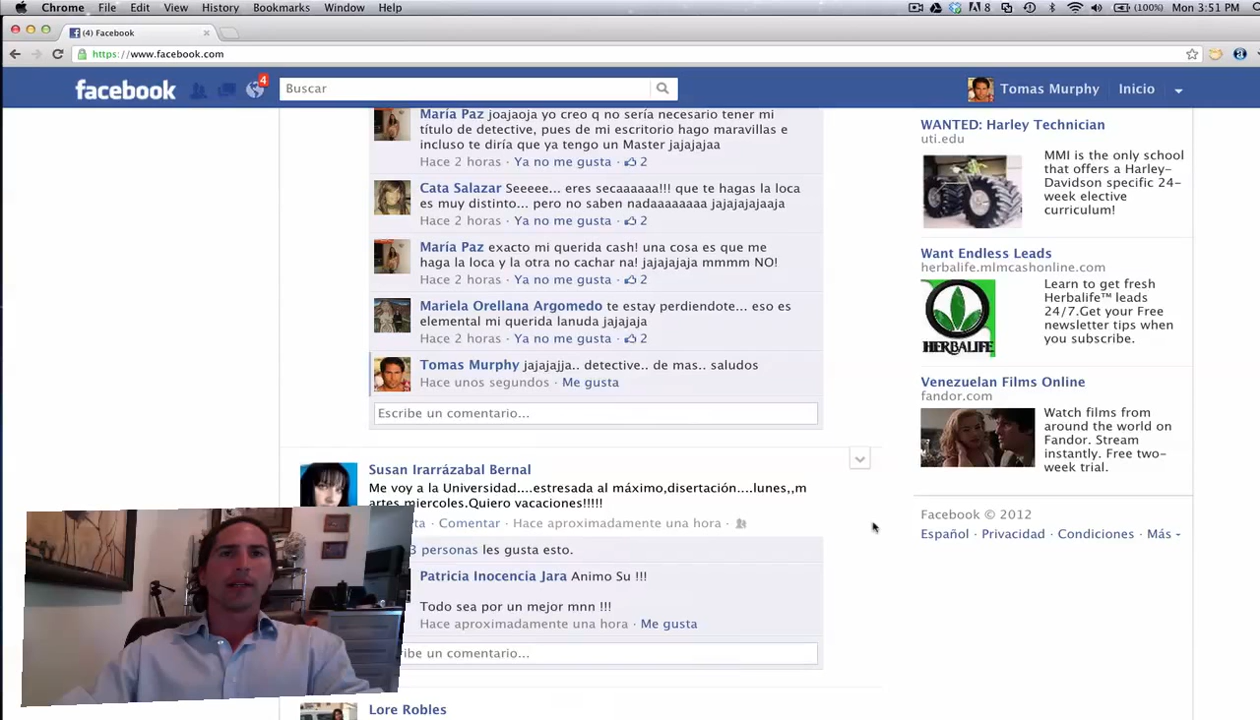 Chrome File Edit View History Bookmarks Window Help
8 (100%) Mon 3:51 PM
(4) Facebook
https://www.facebook.com
facebook 4 Buscar Tomas Murphy Inicio
María Paz joajaoja yo creo q no sería necesario tener mi
título de detective, pues de mi escritorio hago maravillas e
incluso te diría que ya tengo un Master jajajajaa
Hace 2 horas · Ya no me gusta · 2
Cata Salazar Seeeee... eres secaaaaaa!!! que te hagas la loca
es muy distinto... pero no saben nadaaaaaaaa jajajajajaaja
Hace 2 horas · Ya no me gusta · 2
María Paz exacto mi querida cash! una cosa es que me
haga la loca y la otra no cachar na! jajajajaja mmmm NO!
Hace 2 horas · Ya no me gusta · 2
Mariela Orellana Argomedo te estay perdiendote... eso es
elemental mi querida lanuda jajajaja
Hace 2 horas · Ya no me gusta · 2
Tomas Murphy jajajajja.. detective.. de mas.. saludos
Hace unos segundos · Me gusta
Escribe un comentario...
Susan Irarrázabal Bernal
Me voy a la Universidad....estresada al máximo,disertación....lunes,,m
artes miercoles.Quiero vacaciones!!!!!
ta · Comentar · Hace aproximadamente una hora ·
3 personas les gusta esto.
Patricia Inocencia Jara Animo Su !!!
Todo sea por un mejor mnn !!!
Hace aproximadamente una hora · Me gusta
ibe un comentario...
Lore Robles
WANTED: Harley Technician
uti.edu
MMI is the only school
that offers a Harley-
Davidson specific 24-
week elective
curriculum!
Want Endless Leads
herbalife.mlmcashonline.com
HERBALIFE
Learn to get fresh
Herbalife™ leads
24/7.Get your Free
newsletter tips when
you subscribe.
Venezuelan Films Online
fandor.com
Watch films from
around the world on
Fandor. Stream
instantly. Free two-
week trial.
Facebook © 2012
Español · Privacidad · Condiciones · Más